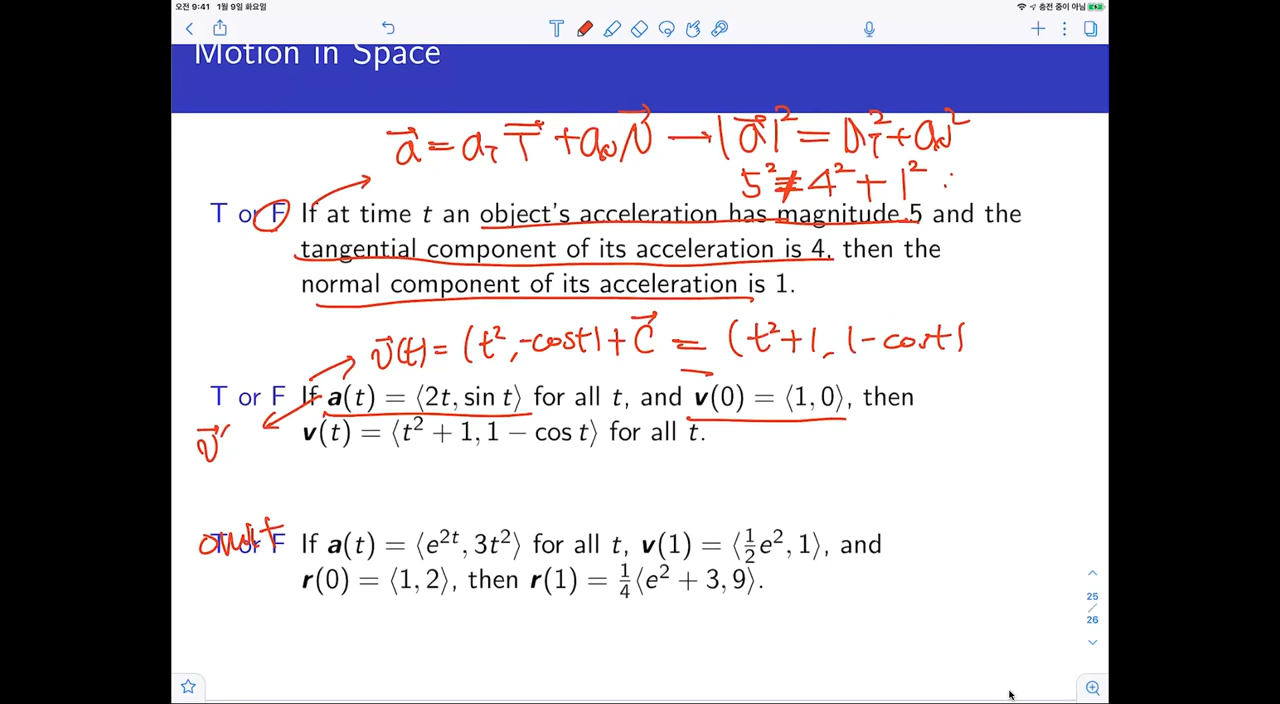 오전 9:41 1월 9일 화요일
충전 중이 아님
Motion in Space
a⃗ = a_T T⃗ + a_N N⃗ → |a⃗|² = a_T² + a_N²
5² ≠ 4² + 1²
T or F If at time t an object's acceleration has magnitude 5 and the
tangential component of its acceleration is 4, then the
normal component of its acceleration is 1.
v⃗(t) = (t², -cost) + C⃗ = (t²+1, 1-cost)
T or F If a(t) = ⟨2t, sin t⟩ for all t, and v(0) = ⟨1, 0⟩, then
v⃗′
v(t) = ⟨t² + 1, 1 − cos t⟩ for all t.
omit
T or F If a(t) = ⟨e^{2t}, 3t²⟩ for all t, v(1) = ⟨½e², 1⟩, and
r(0) = ⟨1, 2⟩, then r(1) = ¼⟨e² + 3, 9⟩.
25
/
26